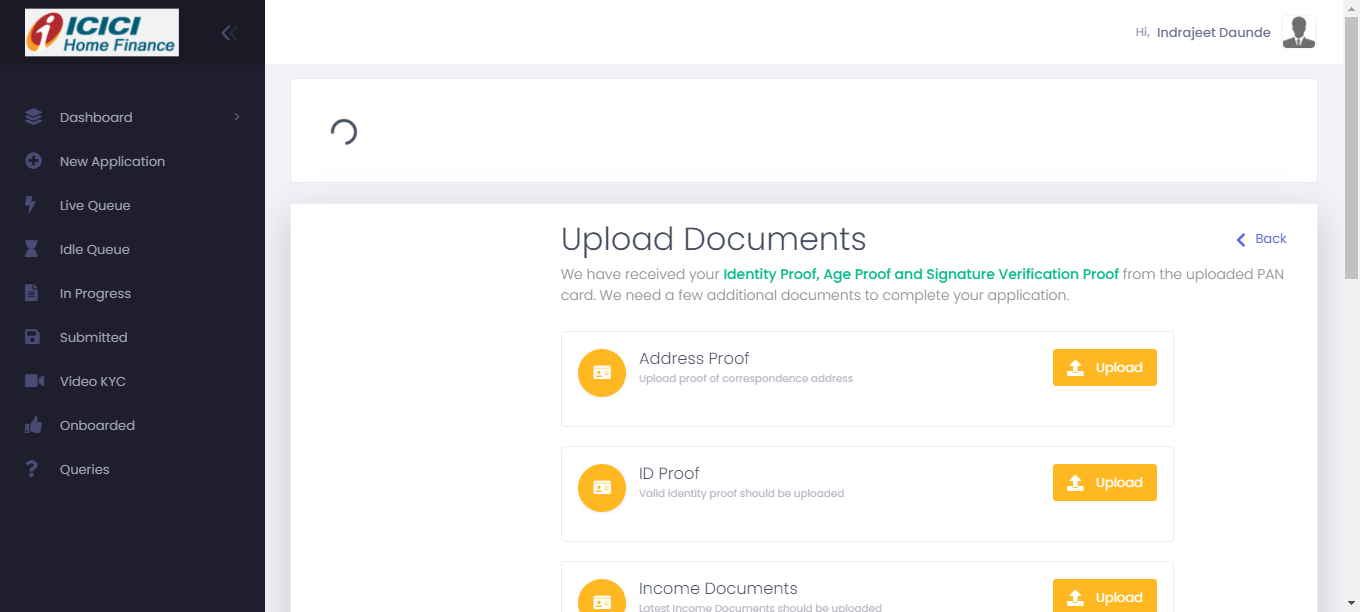 ICICI
Home Finance
Hi, Indrajeet Daunde
Dashboard
New Application
Live Queue
Idle Queue
In Progress
Submitted
Video KYC
Onboarded
Queries
Upload Documents
Back
We have received your Identity Proof, Age Proof and Signature Verification Proof from the uploaded PAN
card. We need a few additional documents to complete your application.
Address Proof
Upload proof of correspondence address
Upload
ID Proof
Valid identity proof should be uploaded
Upload
Income Documents
Latest Income Documents should be uploaded
Upload